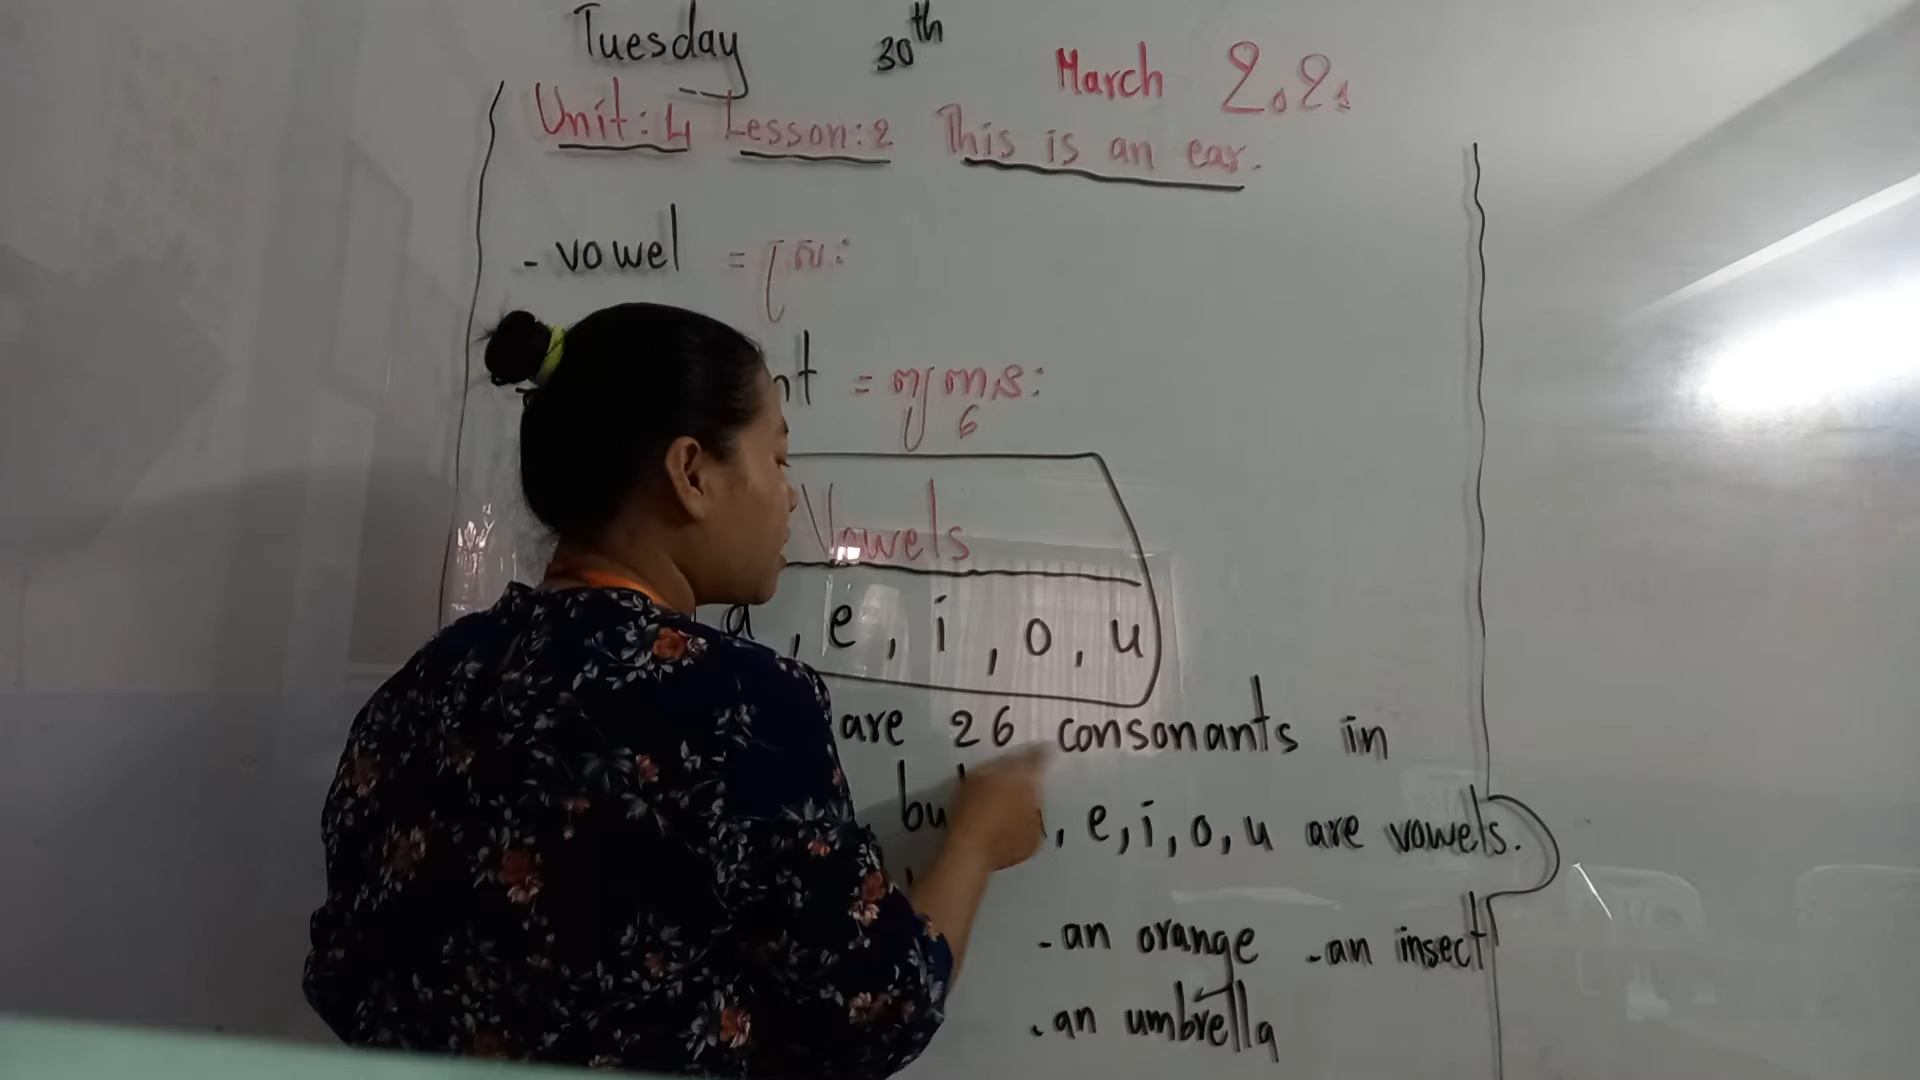 Tuesday 30th March 2021
Unit: 4 Lesson: 2 This is an ear.
- vowel = ស្រៈ
nt = ព្យញ្ជនៈ
Vowels
a, e, i, o, u
are 26 consonants in
e, i, o, u are vowels.
- an orange - an insect
- an umbrella